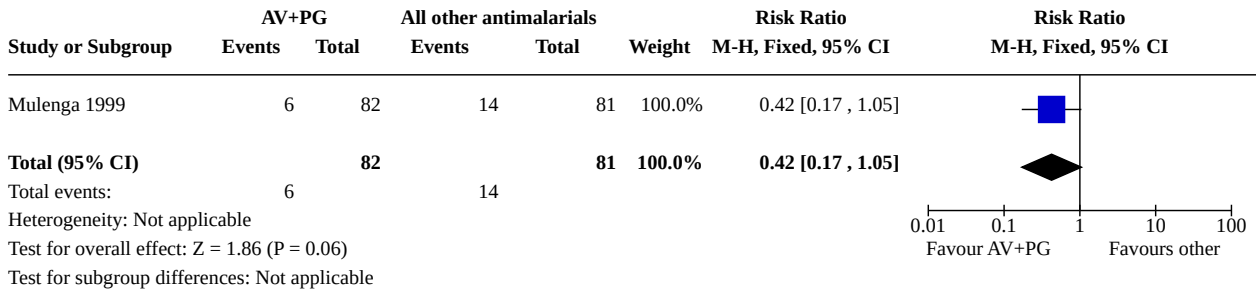 AV+PG All other antimalarials Risk Ratio Risk Ratio
Study or Subgroup Events Total Events Total Weight M-H, Fixed, 95% CI M-H, Fixed, 95% CI
Mulenga 1999 6 82 14 81 100.0% 0.42 [0.17 , 1.05]
Total (95% CI) 82 81 100.0% 0.42 [0.17 , 1.05]
Total events: 6 14
Heterogeneity: Not applicable
Test for overall effect: Z = 1.86 (P = 0.06)
Test for subgroup differences: Not applicable
0.01 0.1 1 10 100
Favour AV+PG Favours other